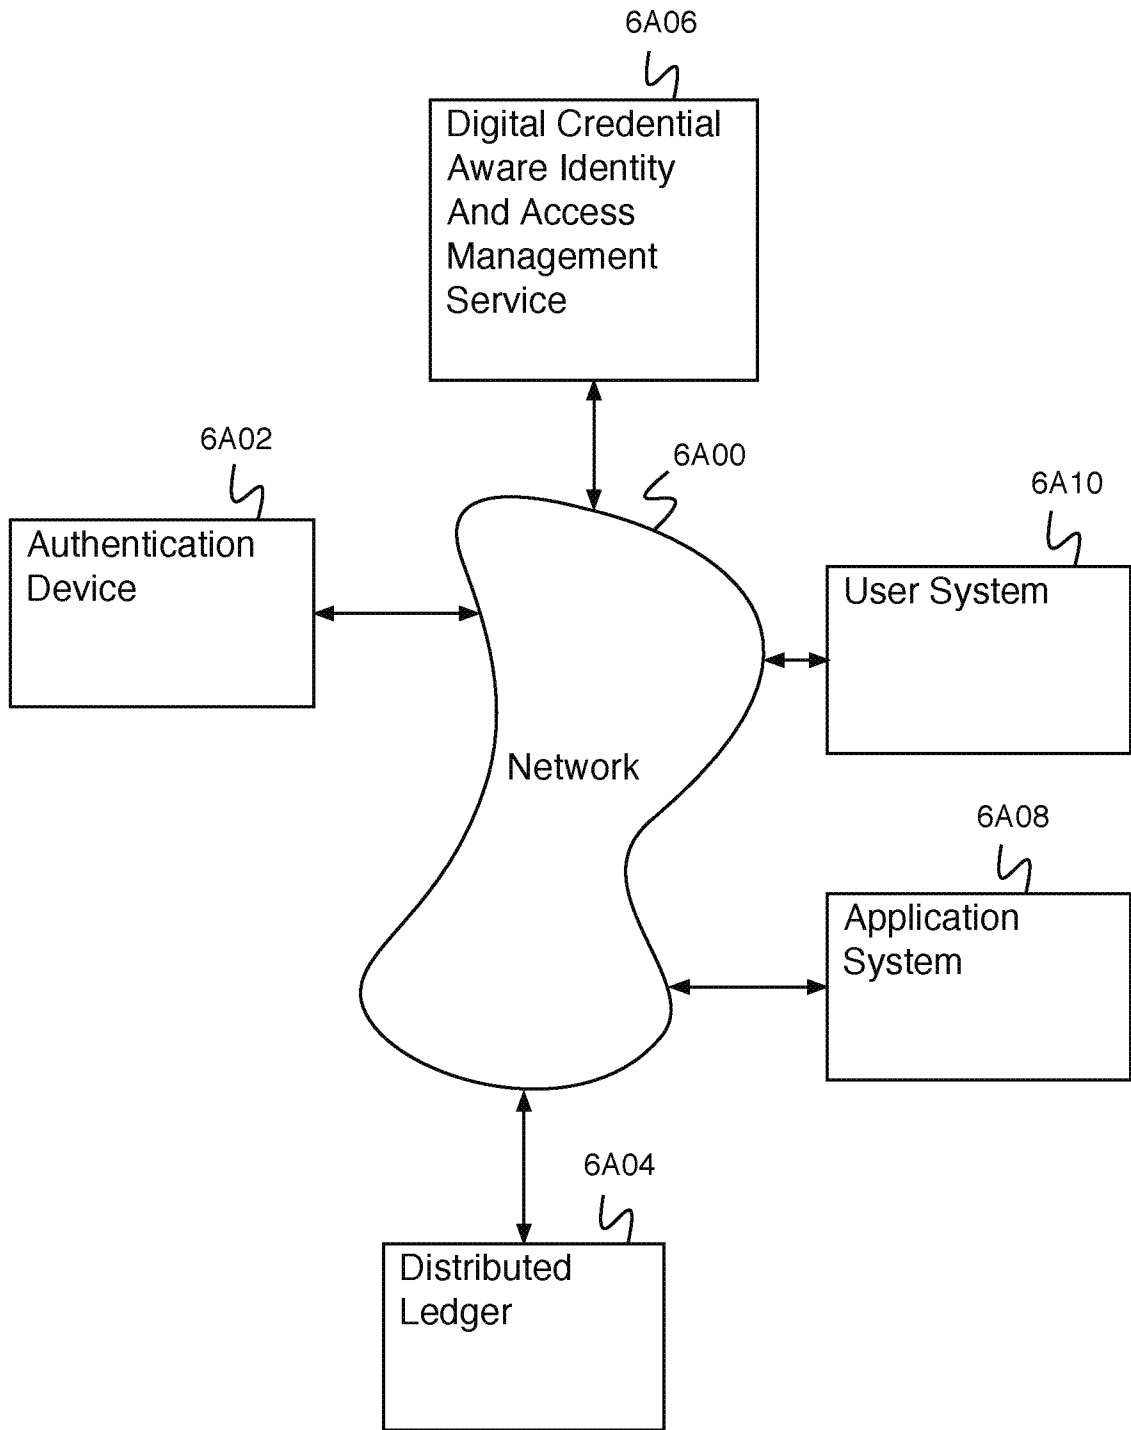 6A06
Digital Credential
Aware Identity
And Access
Management
Service
6A02
6A00
6A10
Authentication
Device
User System
Network
6A08
Application
System
6A04
Distributed
Ledger